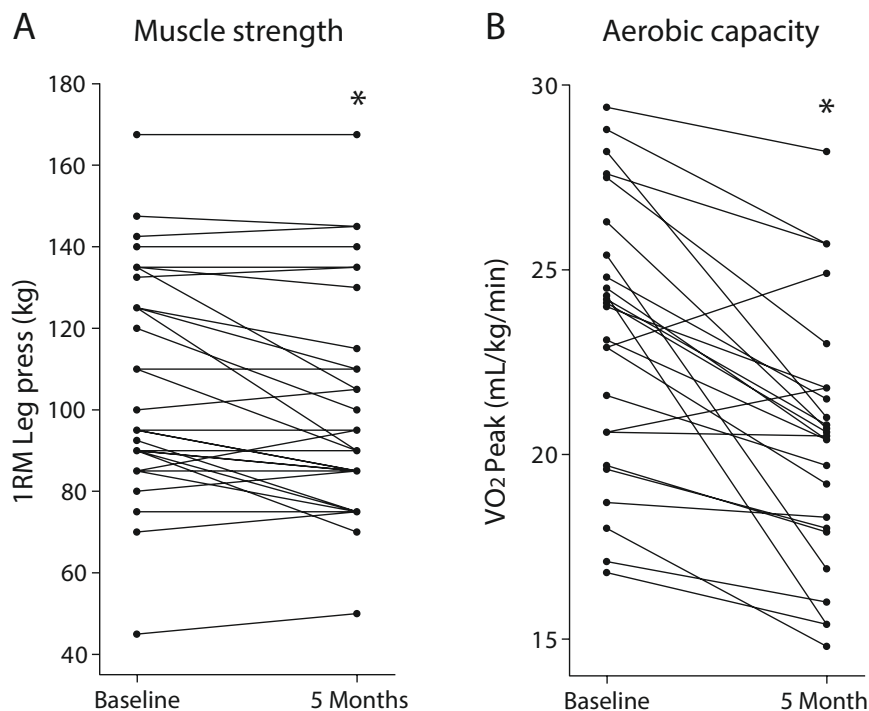 A Muscle strength
1RM Leg press (kg)
180
160
140
120
100
80
60
40
*
Baseline 5 Months
B Aerobic capacity
VO2 Peak (mL/kg/min)
30
25
20
15
*
Baseline 5 Month